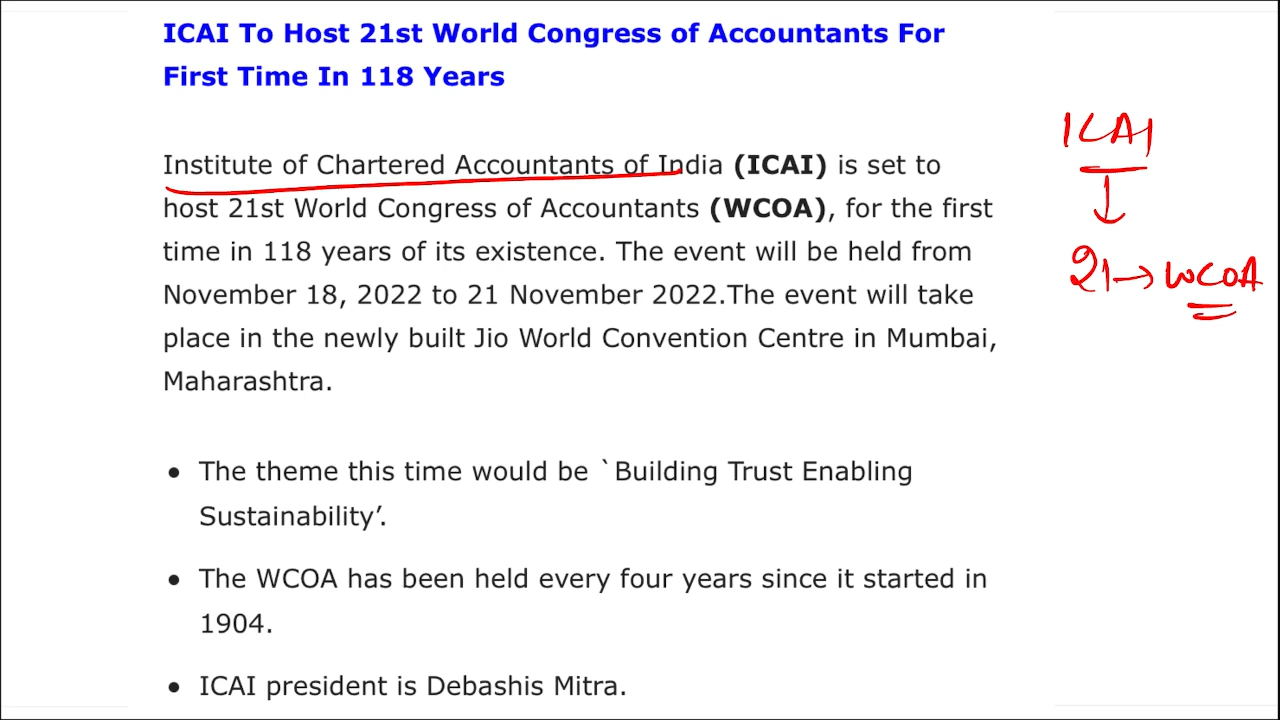 ICAI To Host 21st World Congress of Accountants For
First Time In 118 Years
Institute of Chartered Accountants of India (ICAI) is set to
host 21st World Congress of Accountants (WCOA), for the first
time in 118 years of its existence. The event will be held from
November 18, 2022 to 21 November 2022.The event will take
place in the newly built Jio World Convention Centre in Mumbai,
Maharashtra.
• The theme this time would be `Building Trust Enabling
Sustainability’.
• The WCOA has been held every four years since it started in
1904.
• ICAI president is Debashis Mitra.
ICAI
↓
21→WCOA